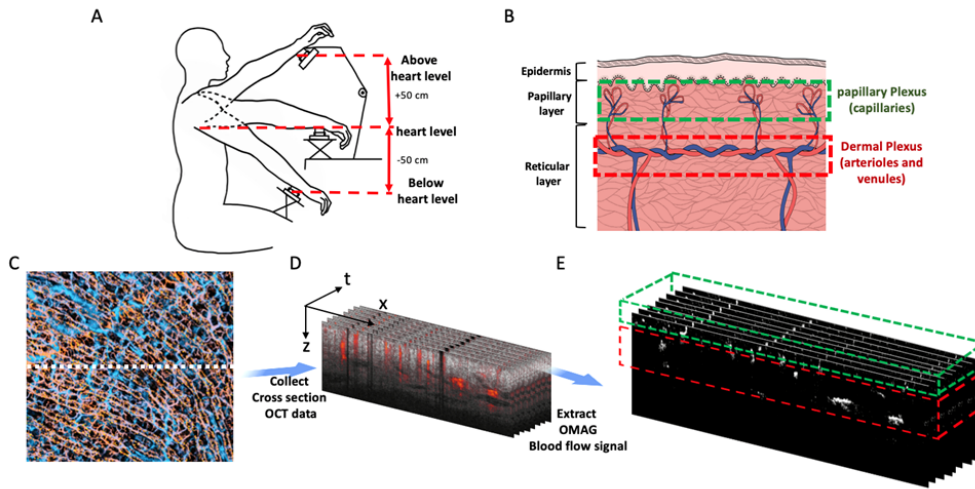 A
Above
heart level
+50 cm
heart level
-50 cm
Below
heart level
B
Epidermis
Papillary
layer
Reticular
layer
papillary Plexus
(capillaries)
Dermal Plexus
(arterioles and
venules)
C
Collect
Cross section
OCT data
D
t
X
Z
Extract
OMAG
Blood flow signal
E